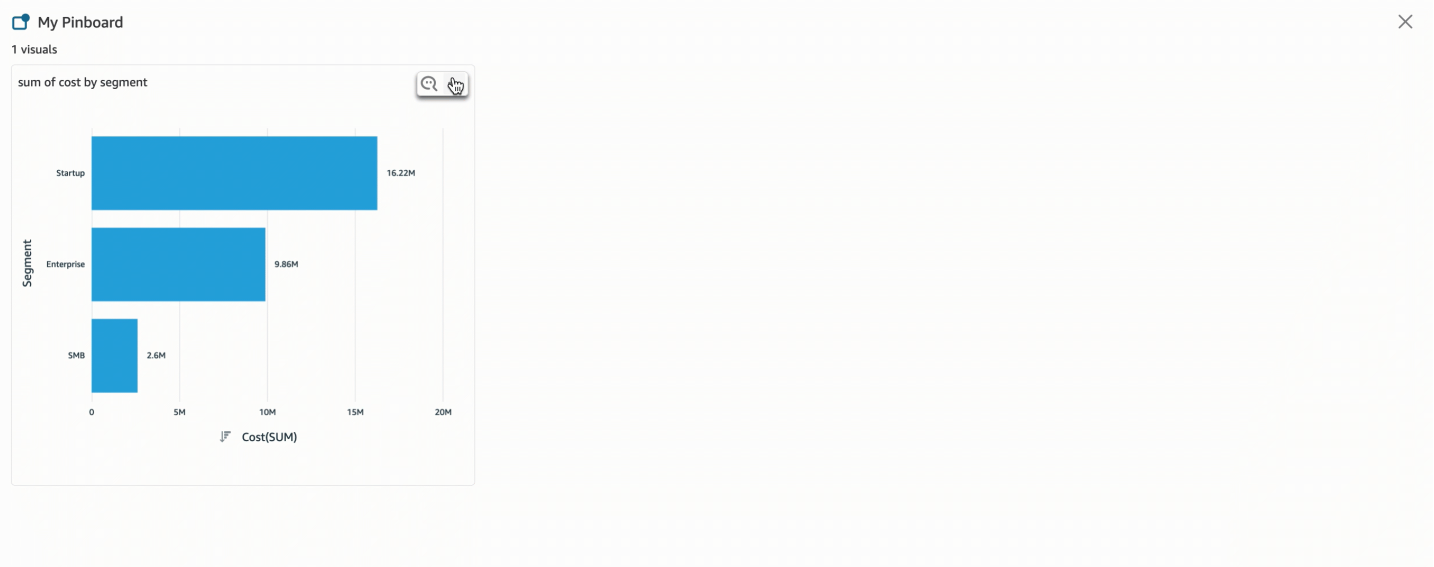 My Pinboard
1 visuals
sum of cost by segment
Segment
Startup
16.22M
Enterprise
9.86M
SMB
2.6M
0 5M 10M 15M 20M
Cost(SUM)